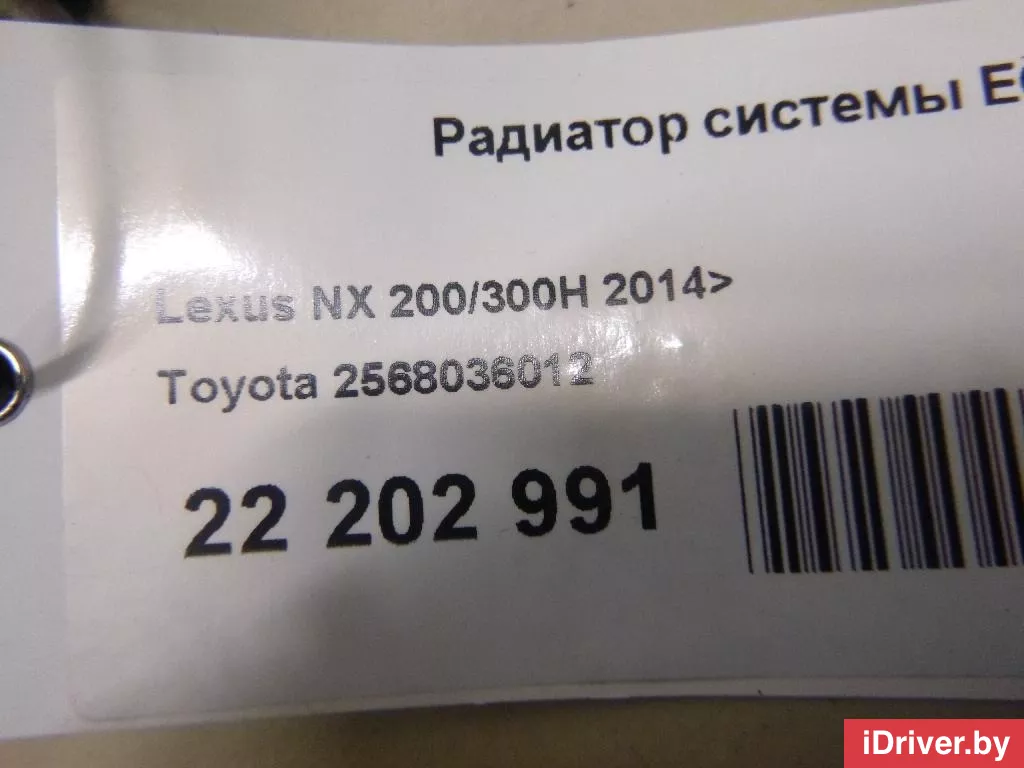 Радиатор системы
Lexus NX 200/300H 2014>
Toyota 2568036012
22 202 991
iDriver.by